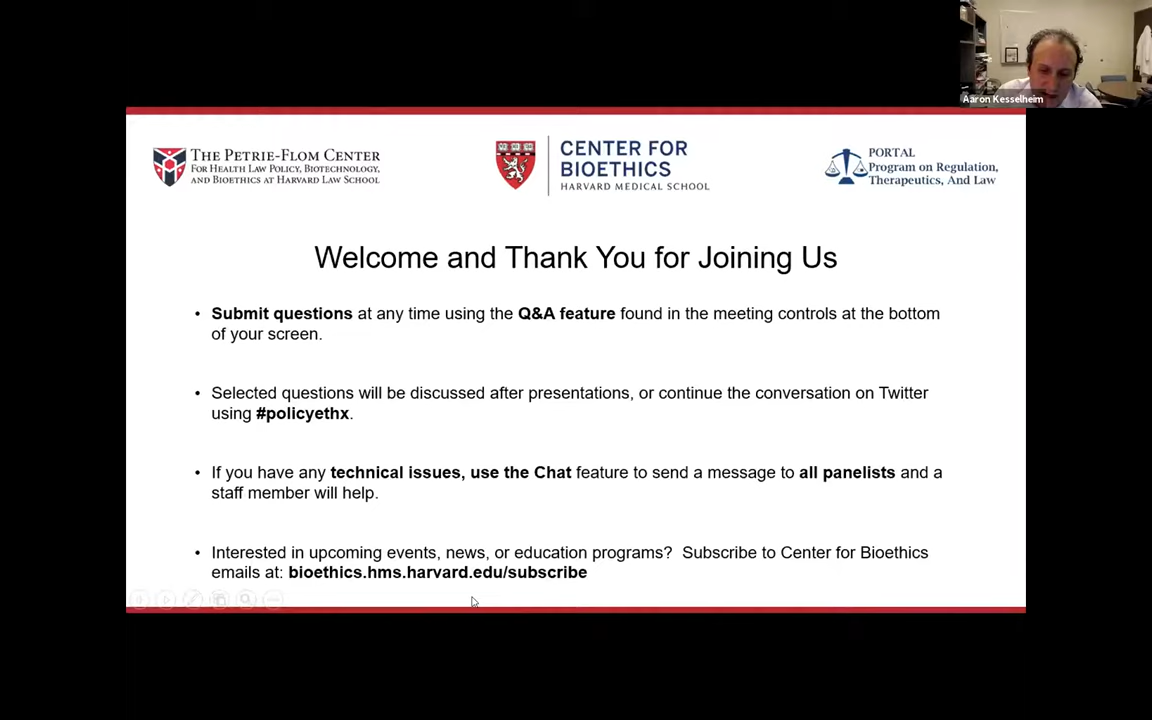 Aaron Kesselheim
THE PETRIE-FLOM CENTER
FOR HEALTH LAW POLICY, BIOTECHNOLOGY,
AND BIOETHICS AT HARVARD LAW SCHOOL
CENTER FOR
BIOETHICS
HARVARD MEDICAL SCHOOL
PORTAL
Program on Regulation,
Therapeutics, And Law
Welcome and Thank You for Joining Us
• Submit questions at any time using the Q&A feature found in the meeting controls at the bottom
of your screen.
• Selected questions will be discussed after presentations, or continue the conversation on Twitter
using #policyethx.
• If you have any technical issues, use the Chat feature to send a message to all panelists and a
staff member will help.
• Interested in upcoming events, news, or education programs?  Subscribe to Center for Bioethics
emails at: bioethics.hms.harvard.edu/subscribe